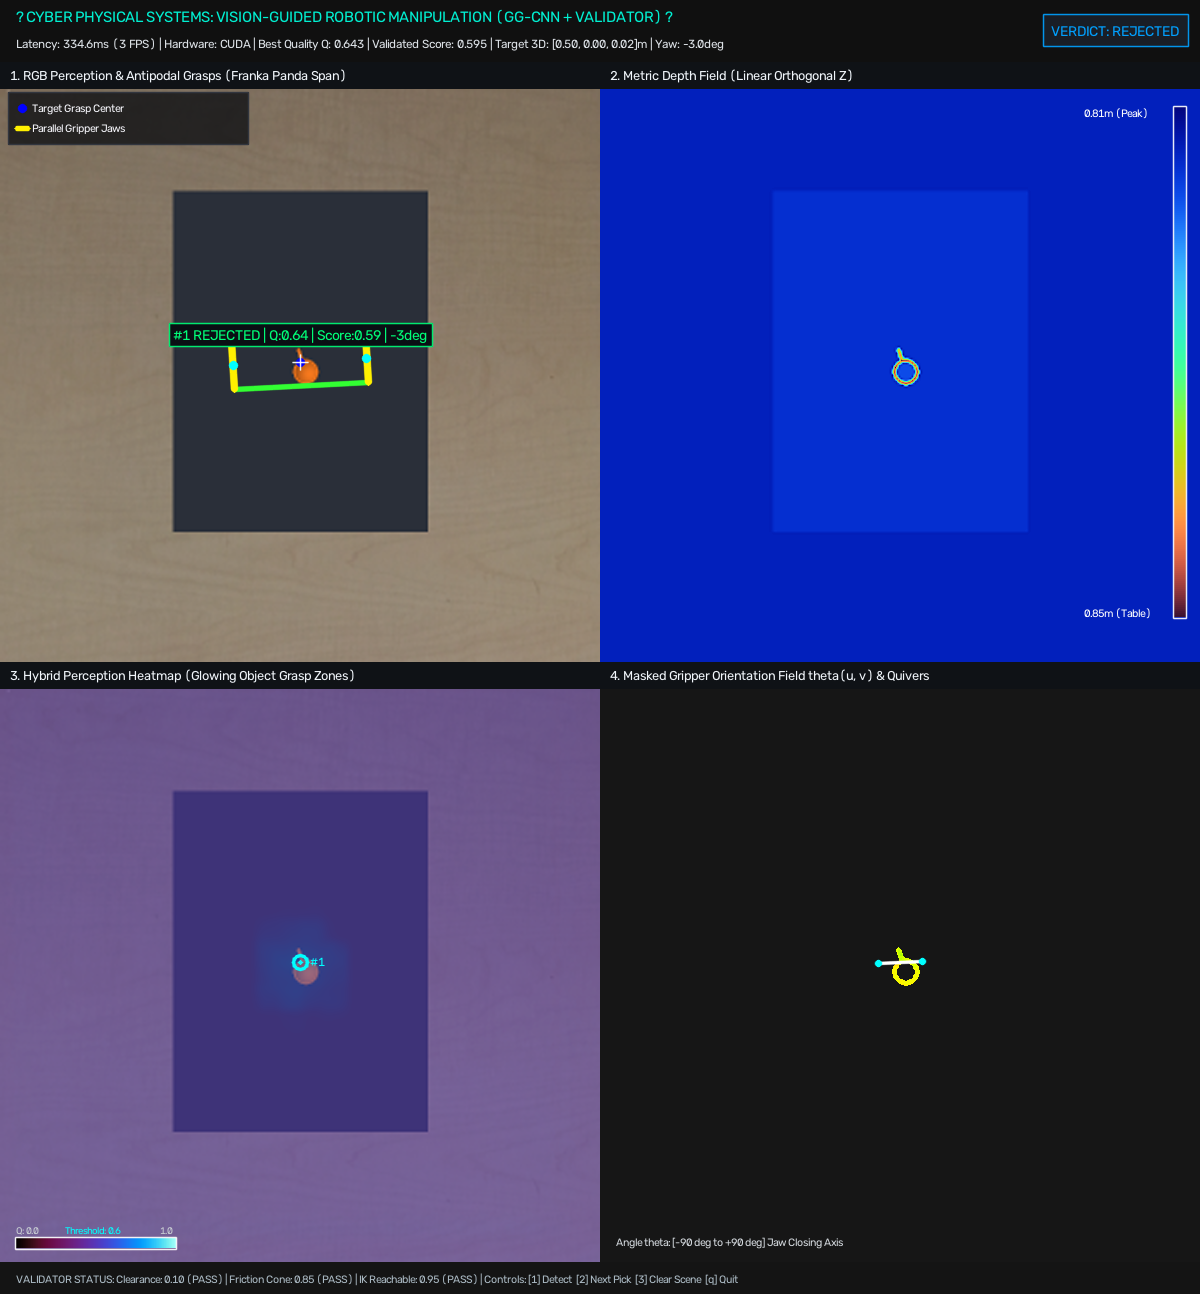 ? CYBER PHYSICAL SYSTEMS: VISION-GUIDED ROBOTIC MANIPULATION (GG-CNN + VALIDATOR) ?
VERDICT: REJECTED
Latency: 334.6ms (3 FPS) | Hardware: CUDA | Best Quality Q: 0.643 | Validated Score: 0.595 | Target 3D: [0.50, 0.00, 0.02]m | Yaw: -3.0deg
1. RGB Perception & Antipodal Grasps (Franka Panda Span)
Target Grasp Center
Parallel Gripper Jaws
#1 REJECTED | Q:0.64 | Score:0.59 | -3deg
2. Metric Depth Field (Linear Orthogonal Z)
0.81m (Peak)
0.85m (Table)
3. Hybrid Perception Heatmap (Glowing Object Grasp Zones)
#1
Q: 0.0 Threshold: 0.6 1.0
4. Masked Gripper Orientation Field theta(u, v) & Quivers
Angle theta: [-90 deg to +90 deg] Jaw Closing Axis
VALIDATOR STATUS: Clearance: 0.10 (PASS) | Friction Cone: 0.85 (PASS) | IK Reachable: 0.95 (PASS) | Controls: [1] Detect [2] Next Pick [3] Clear Scene [q] Quit